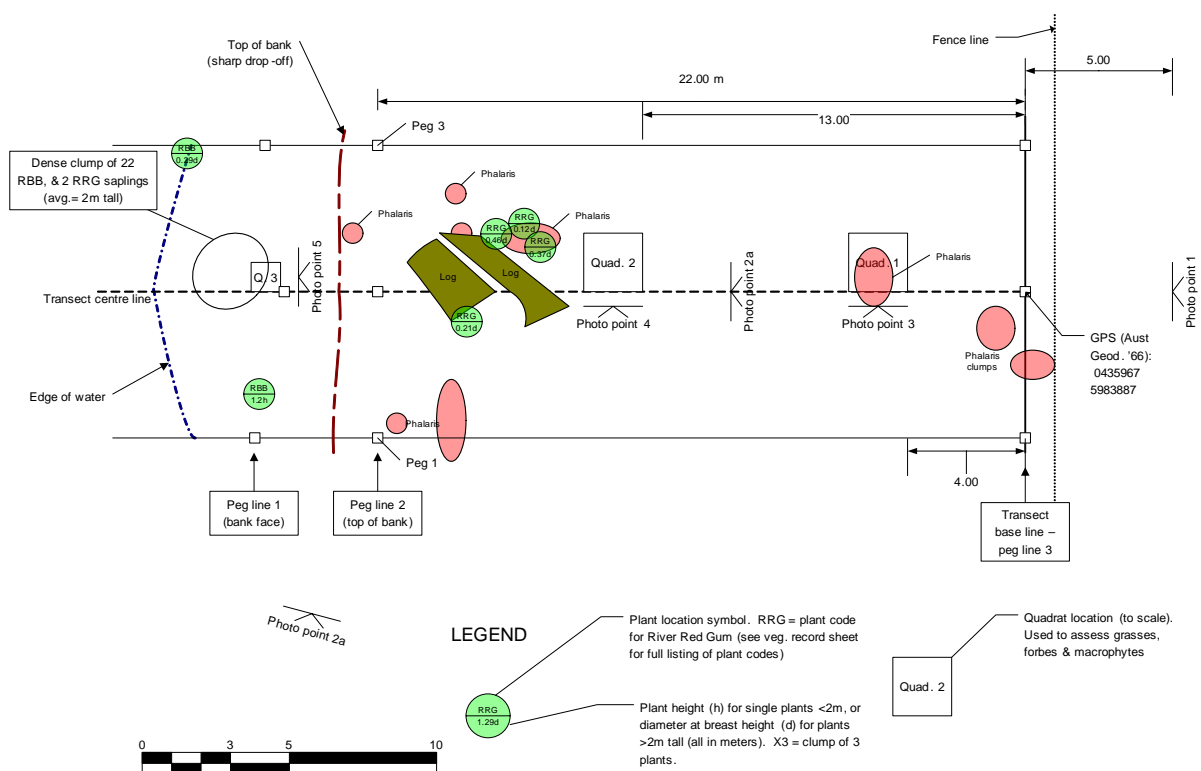 Fence line
Top of bank
(sharp drop -off)
5.00
22.00 m
13.00
Peg 3
RBB
0.29d
Dense clump of 22
RBB, & 2 RRG saplings
(avg.= 2m tall)
Phalaris
Phalaris
Phalaris
RRG
0.12d
RRG
0.46d
RRG
0.37d
Q. 3
Photo point 5
Log
Log
Quad. 2
Photo point 2a
Quad. 1
Phalaris
Photo point 1
Transect centre line
RRG
0.21d
Photo point 4
Photo point 3
GPS (Aust
Geod. '66):
0435967
5983887
Phalaris
clumps
Edge of water
RBB
1.2h
Phalaris
Peg 1
4.00
Peg line 1
(bank face)
Peg line 2
(top of bank)
Transect
base line –
peg line 3
Photo point 2a
LEGEND
Plant location symbol. RRG = plant code
for River Red Gum (see veg. record sheet
for full listing of plant codes)
Quadrat location (to scale).
Used to assess grasses,
forbes & macrophytes
Quad. 2
RRG
1.29d
Plant height (h) for single plants <2m, or
diameter at breast height (d) for plants
>2m tall (all in meters). X3 = clump of 3
plants.
0 3 5 10